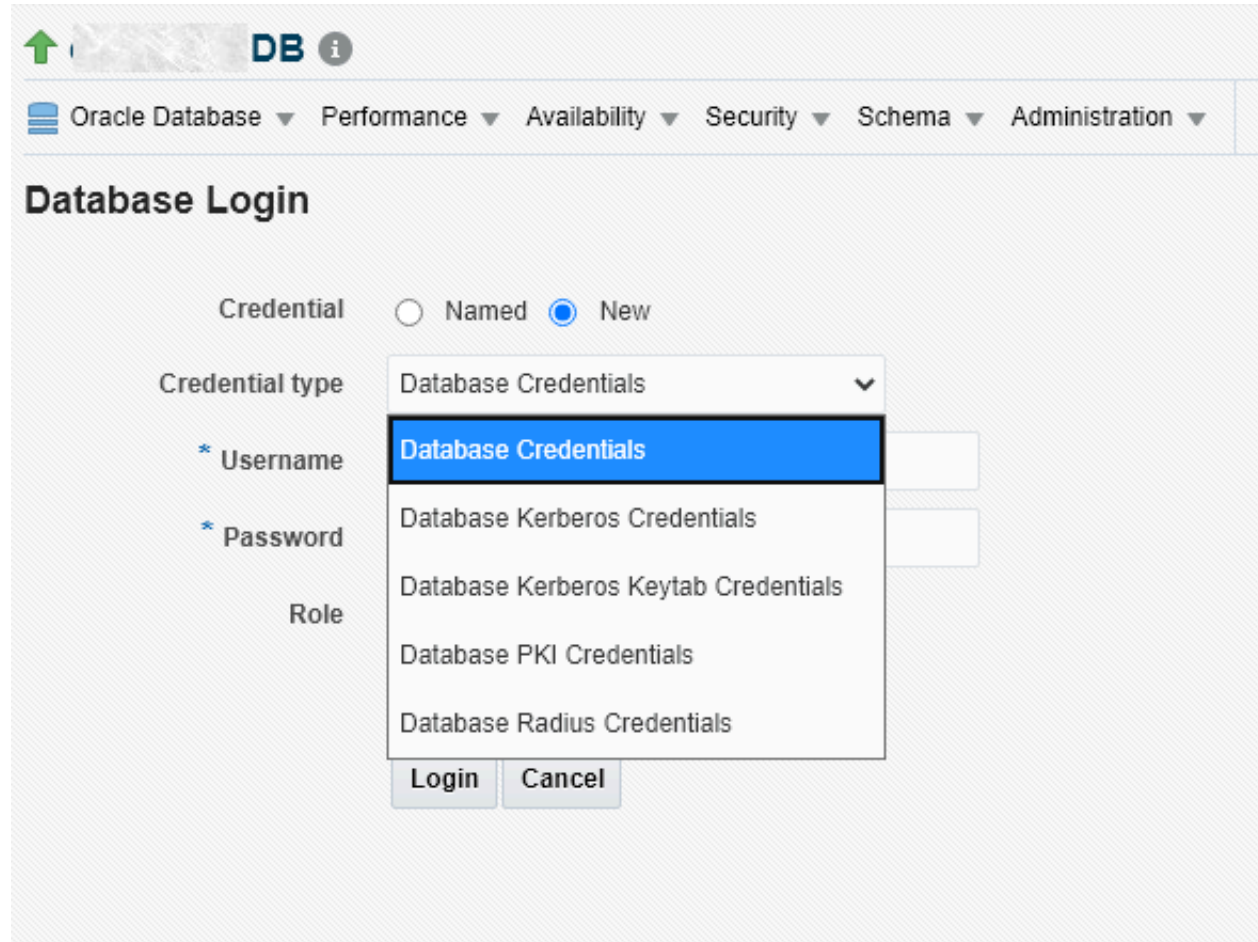 DB i
Oracle Database Performance Availability Security Schema Administration
Database Login
Credential Named New
Credential type Database Credentials
Database Credentials
* Username
Database Kerberos Credentials
* Password
Database Kerberos Keytab Credentials
Role
Database PKI Credentials
Database Radius Credentials
Login Cancel